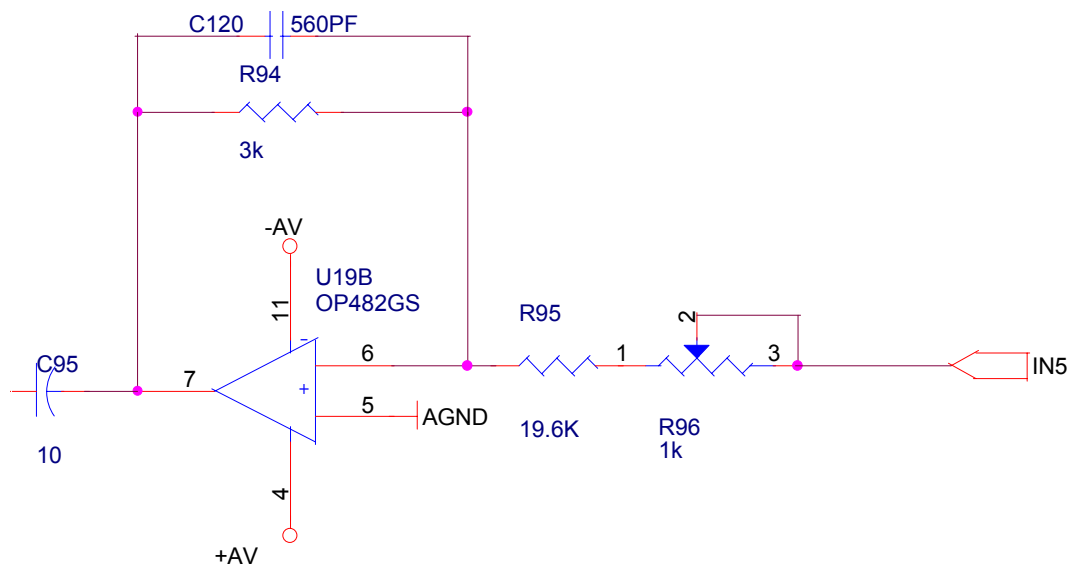 C120 560PF
R94
3k
-AV
11
U19B
OP482GS
-
+
6
5
7
4
+AV
AGND
C95
10
R95
19.6K
1
2
3
R96
1k
IN5